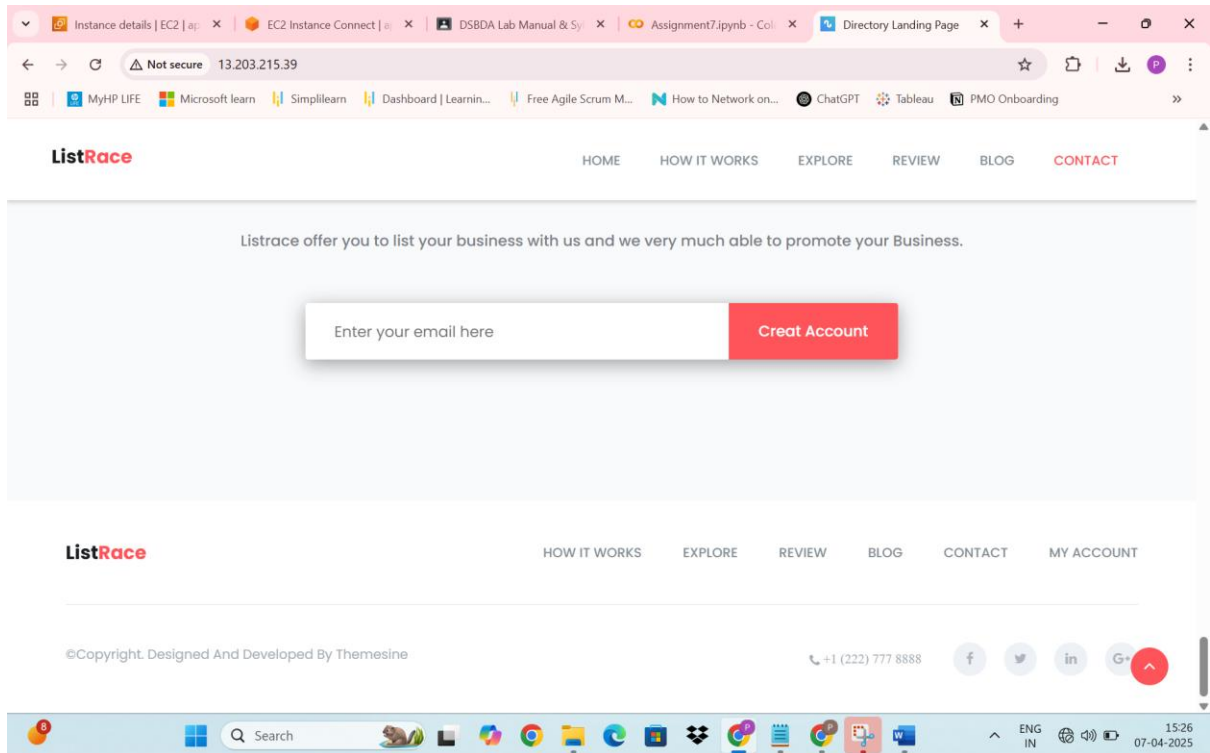 Instance details | EC2 | ap
EC2 Instance Connect | a
DSBDA Lab Manual & Sy
Assignment7.ipynb - Col
Directory Landing Page
Not secure 13.203.215.39
MyHP LIFE Microsoft learn Simplilearn Dashboard | Learnin... Free Agile Scrum M... How to Network on... ChatGPT Tableau PMO Onboarding »
ListRace HOME HOW IT WORKS EXPLORE REVIEW BLOG CONTACT
Listrace offer you to list your business with us and we very much able to promote your Business.
Enter your email here Creat Account
ListRace HOW IT WORKS EXPLORE REVIEW BLOG CONTACT MY ACCOUNT
©Copyright. Designed And Developed By Themesine +1 (222) 777 8888 f in G+
8 Search ENG 15:26
IN 07-04-2025